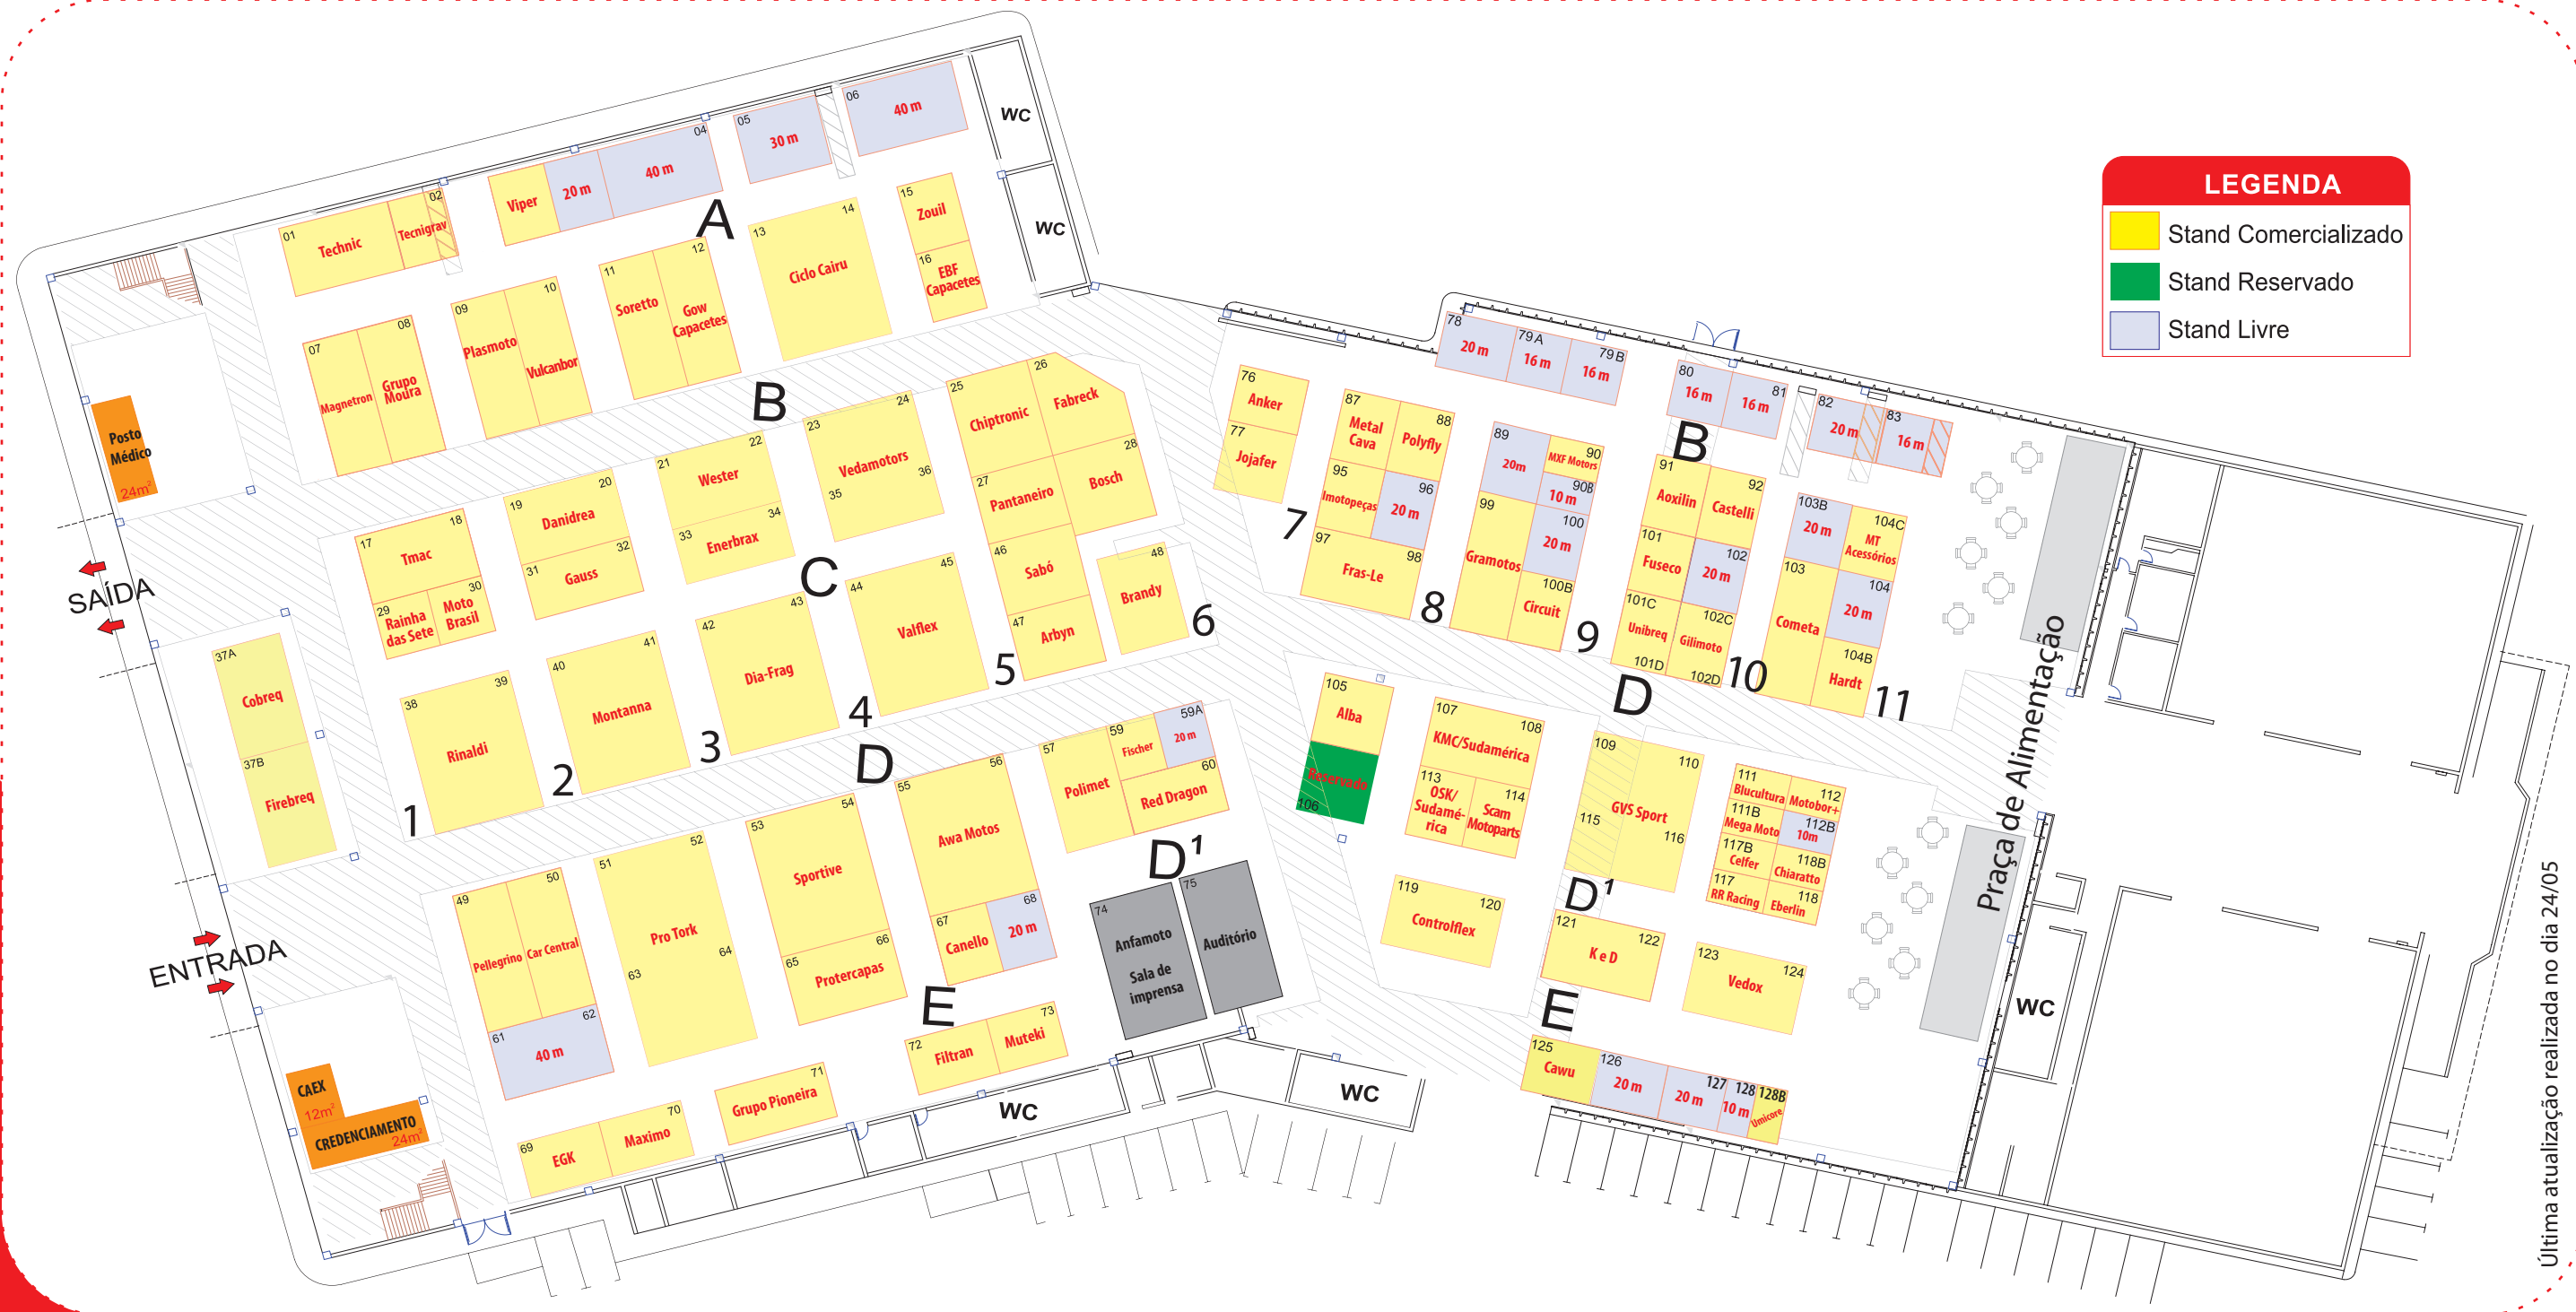 LEGENDA
Stand Comercializado
Stand Reservado
Stand Livre
01
Technic
02
Tecnigrav
Viper
20 m
04
40 m
05
30 m
06
40 m
WC
WC
A
07
Magnetron
08
Grupo
Moura
09
Plasmoto
10
Vulcanbor
11
Soretto
12
Gow
Capacetes
13
14
Ciclo Cairu
15
Zouil
16
EBF
Capacetes
B
Posto
Médico
24m²
17
18
Tmac
29
Rainha
das Sete
30
Moto
Brasil
19
20
Danidrea
31
32
Gauss
21
22
Wester
33
34
Enerbrax
23
24
Vedamotors
35
36
25
Chiptronic
26
Fabreck
27
Pantaneiro
28
Bosch
C
SAÍDA
37A
Cobreq
37B
Firebreq
38
39
Rinaldi
40
41
Montanna
42
43
Dia-Frag
44
45
Valflex
46
Sabó
47
Arbyn
48
Brandy
1
2
3
4
5
6
D
ENTRADA
49
Pellegrino
50
Car Central
61
62
40 m
51
52
Pro Tork
63
64
53
54
Sportive
65
66
Protercapas
55
56
Awa Motos
67
Canello
68
20 m
57
Polimet
59
Fischer
59A
20 m
60
Red Dragon
D¹
74
Anfamoto
Sala de
imprensa
75
Auditório
E
69
EGK
70
Maximo
71
Grupo Pioneira
72
Filtran
73
Muteki
CAEX
12m²
CREDENCIAMENTO
24m²
WC
WC
76
Anker
77
Jojafer
78
20 m
79A
16 m
79B
16 m
80
16 m
81
16 m
82
20 m
83
16 m
B
87
Metal
Cava
88
Polyfly
95
Imotopeças
96
20 m
97
98
Fras-Le
89
20m
90
MXF Motors
90B
10 m
99
Gramotos
100
20 m
100B
Circuit
91
Aoxilin
92
Castelli
101
Fuseco
102
20 m
101C
Unibreq
101D
102C
Gilimoto
102D
103B
20 m
104C
MT
Acessórios
103
Cometa
104
20 m
104B
Hardt
7
8
9
10
11
D
105
Alba
Reservado
106
107
108
KMC/Sudamérica
113
OSK/
Sudamé-
rica
114
Scam
Motoparts
109
110
GVS Sport
115
116
111
Blucultura
112
Motobor+
111B
Mega Moto
112B
10m
117B
Celfer
118B
Chiaratto
117
RR Racing
118
Eberlin
119
120
Controlflex
D¹
121
122
K e D
123
124
Vedox
E
125
Cawu
126
20 m
127
20 m
128
10 m
128B
Umicore
Praça de Alimentação
WC
Última atualização realizada no dia 24/05